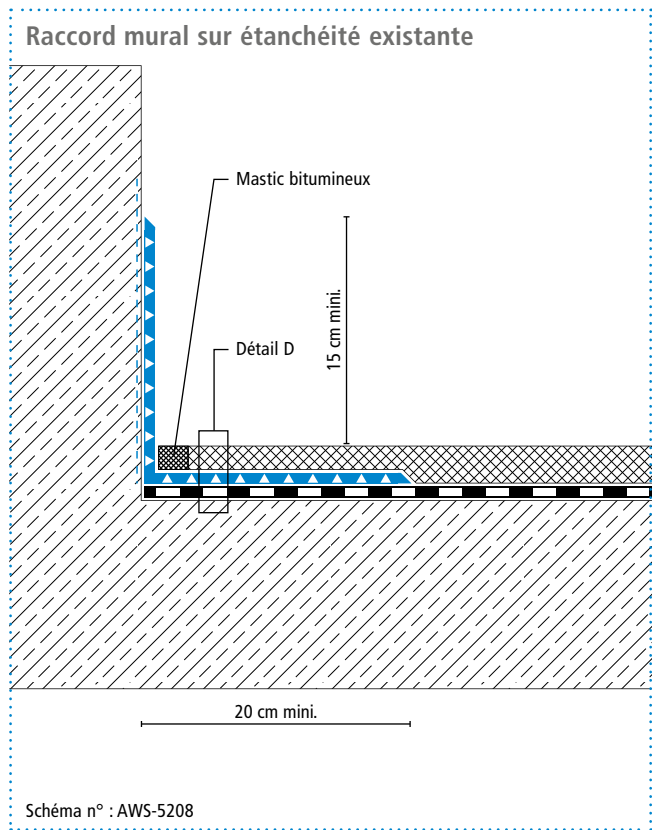 Raccord mural sur étanchéité existante
Mastic bitumineux
15 cm mini.
Détail D
20 cm mini.
Schéma n° : AWS-5208